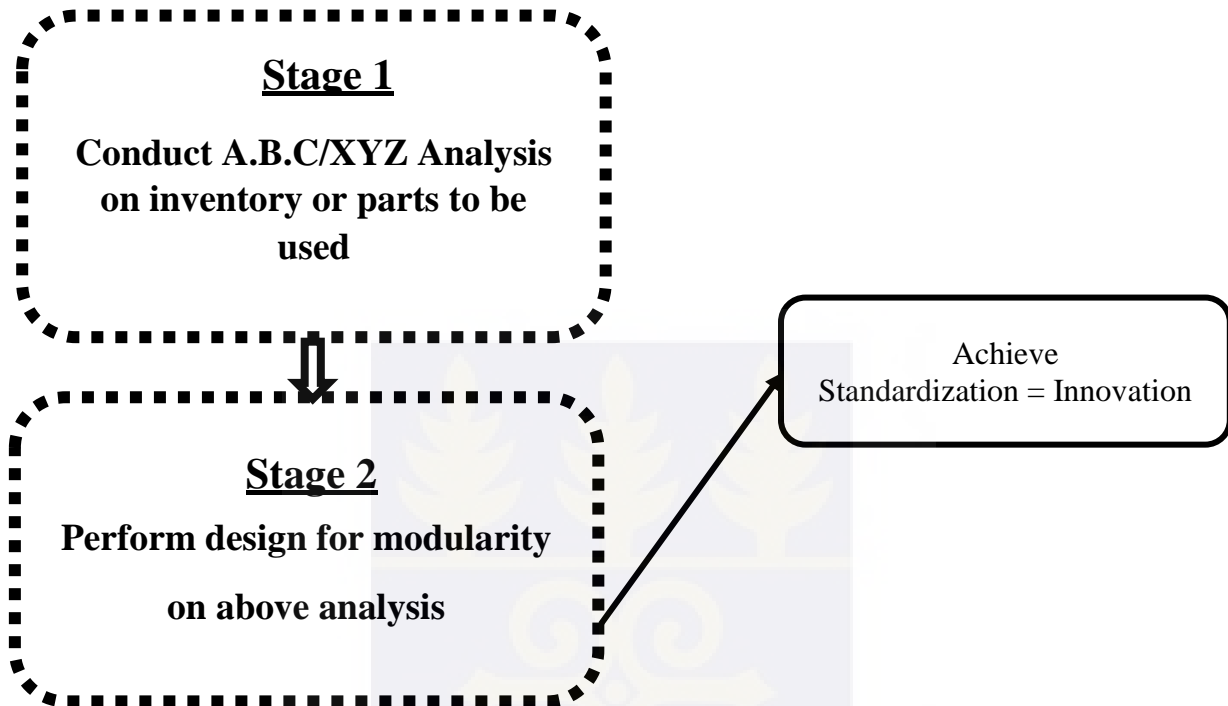 Stage 1
Conduct A.B.C/XYZ Analysis
on inventory or parts to be
used
Achieve
Standardization = Innovation
Stage 2
Perform design for modularity
on above analysis